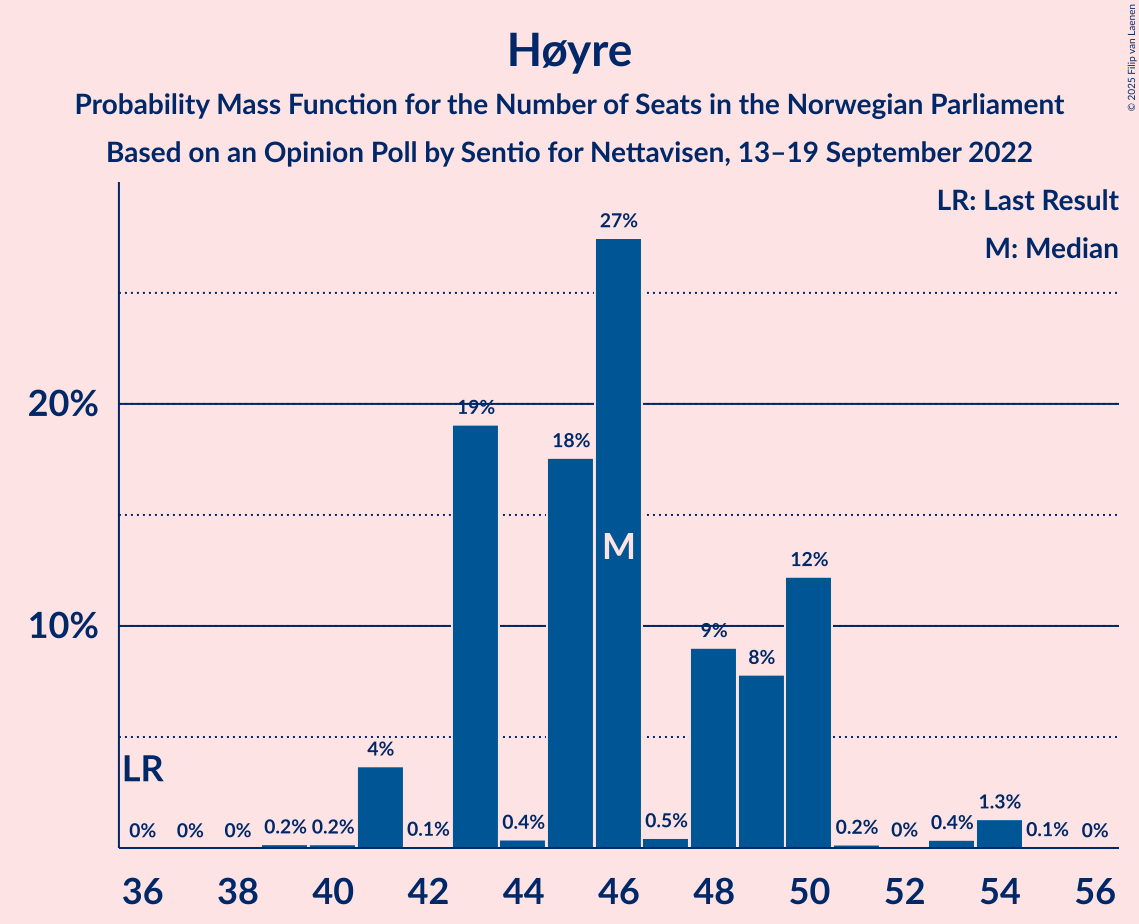 Høyre
Probability Mass Function for the Number of Seats in the Norwegian Parliament
Based on an Opinion Poll by Sentio for Nettavisen, 13–19 September 2022
© 2025 Filip van Laenen
LR: Last Result
M: Median
20%
10%
27%
19%
18%
M
12%
9%
8%
4%
LR
0% 0% 0% 0.2% 0.2% 0.1% 0.4% 0.5% 0.2% 0% 0.4% 1.3% 0.1% 0%
36 38 40 42 44 46 48 50 52 54 56